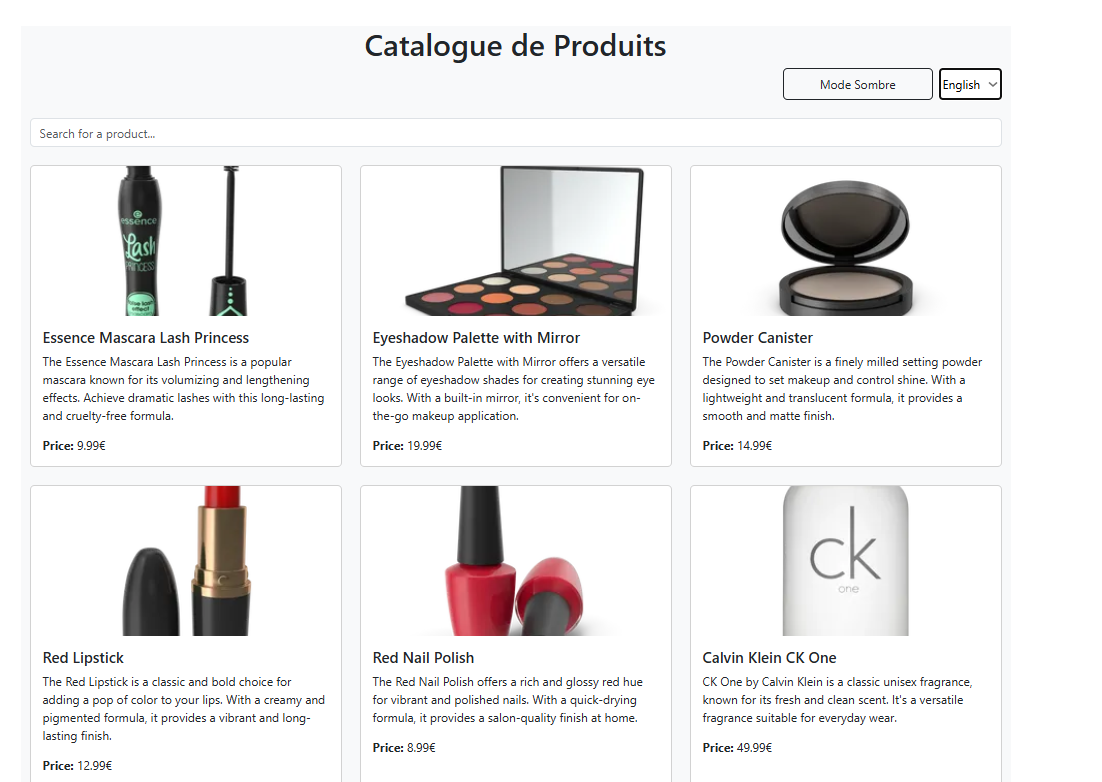 Catalogue de Produits
Mode Sombre
English
Search for a product...
essence
Lash
PRINCESS
effect
Essence Mascara Lash Princess
The Essence Mascara Lash Princess is a popular
mascara known for its volumizing and lengthening
effects. Achieve dramatic lashes with this long-lasting
and cruelty-free formula.
Price: 9.99€
Eyeshadow Palette with Mirror
The Eyeshadow Palette with Mirror offers a versatile
range of eyeshadow shades for creating stunning eye
looks. With a built-in mirror, it's convenient for on-
the-go makeup application.
Price: 19.99€
Powder Canister
The Powder Canister is a finely milled setting powder
designed to set makeup and control shine. With a
lightweight and translucent formula, it provides a
smooth and matte finish.
Price: 14.99€
Red Lipstick
The Red Lipstick is a classic and bold choice for
adding a pop of color to your lips. With a creamy and
pigmented formula, it provides a vibrant and long-
lasting finish.
Price: 12.99€
Red Nail Polish
The Red Nail Polish offers a rich and glossy red hue
for vibrant and polished nails. With a quick-drying
formula, it provides a salon-quality finish at home.
Price: 8.99€
ck
one
Calvin Klein CK One
CK One by Calvin Klein is a classic unisex fragrance,
known for its fresh and clean scent. It's a versatile
fragrance suitable for everyday wear.
Price: 49.99€